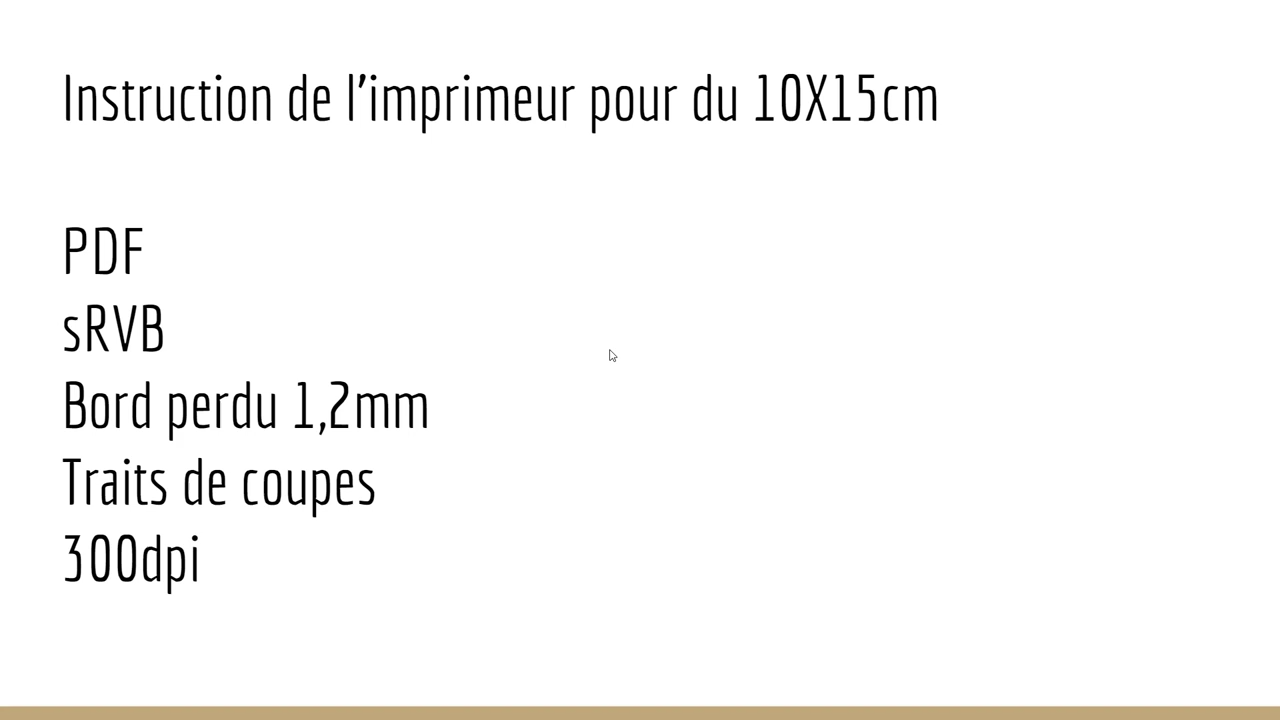 Instruction de l’imprimeur pour du 10X15cm
PDF
sRVB
Bord perdu 1,2mm
Traits de coupes
300dpi